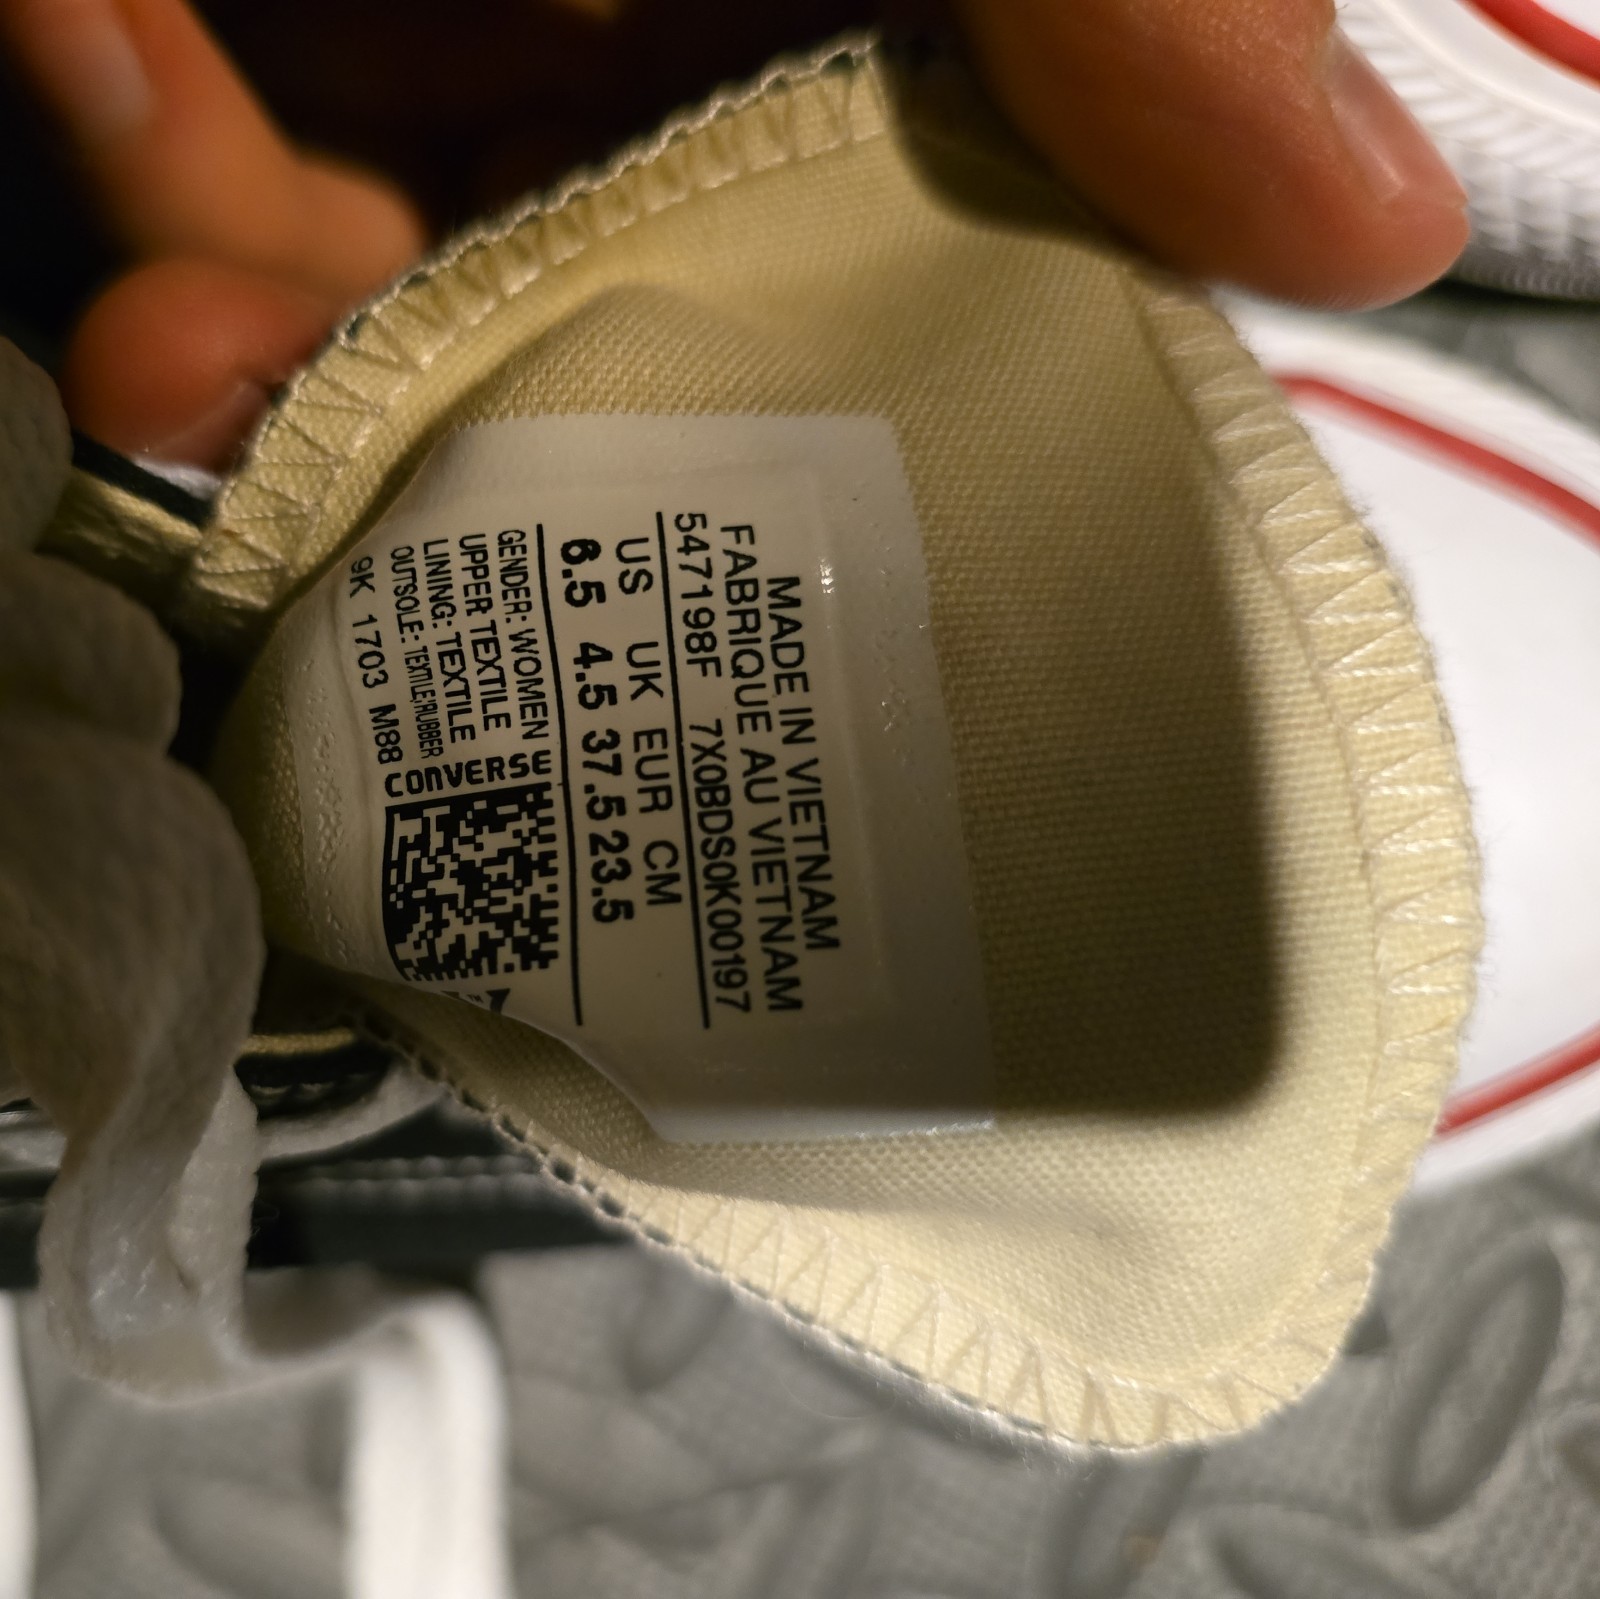 MADE IN VIETNAM
FABRIQUE AU VIETNAM
547198F 7X0BDS0K00197
US UK EUR CM
6.5 4.5 37.5 23.5
GENDER: WOMEN
UPPER TEXTILE
LINING: TEXTILE
OUTSOLE: TEXTILE/RUBBER
9K 1703 M88
CONVERSE